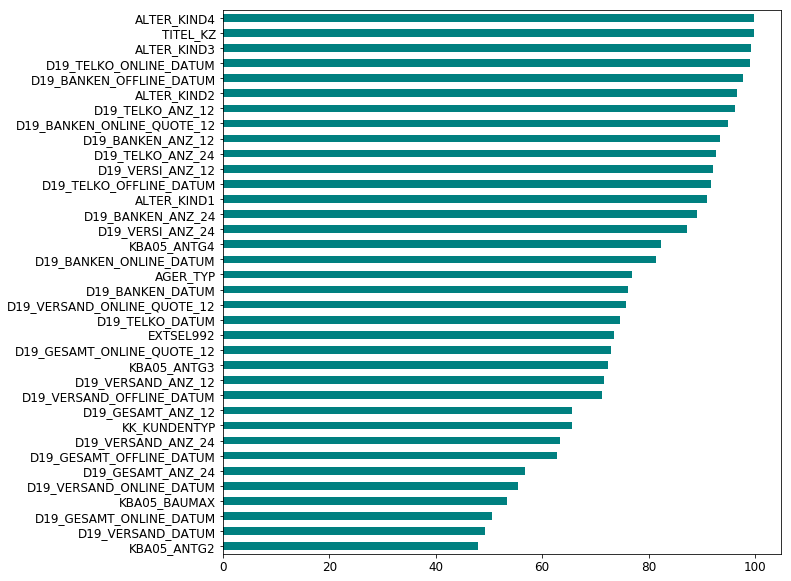 ALTER_KIND4
TITEL_KZ
ALTER_KIND3
D19_TELKO_ONLINE_DATUM
D19_BANKEN_OFFLINE_DATUM
ALTER_KIND2
D19_TELKO_ANZ_12
D19_BANKEN_ONLINE_QUOTE_12
D19_BANKEN_ANZ_12
D19_TELKO_ANZ_24
D19_VERSI_ANZ_12
D19_TELKO_OFFLINE_DATUM
ALTER_KIND1
D19_BANKEN_ANZ_24
D19_VERSI_ANZ_24
KBA05_ANTG4
D19_BANKEN_ONLINE_DATUM
AGER_TYP
D19_BANKEN_DATUM
D19_VERSAND_ONLINE_QUOTE_12
D19_TELKO_DATUM
EXTSEL992
D19_GESAMT_ONLINE_QUOTE_12
KBA05_ANTG3
D19_VERSAND_ANZ_12
D19_VERSAND_OFFLINE_DATUM
D19_GESAMT_ANZ_12
KK_KUNDENTYP
D19_VERSAND_ANZ_24
D19_GESAMT_OFFLINE_DATUM
D19_GESAMT_ANZ_24
D19_VERSAND_ONLINE_DATUM
KBA05_BAUMAX
D19_GESAMT_ONLINE_DATUM
D19_VERSAND_DATUM
KBA05_ANTG2
0 20 40 60 80 100